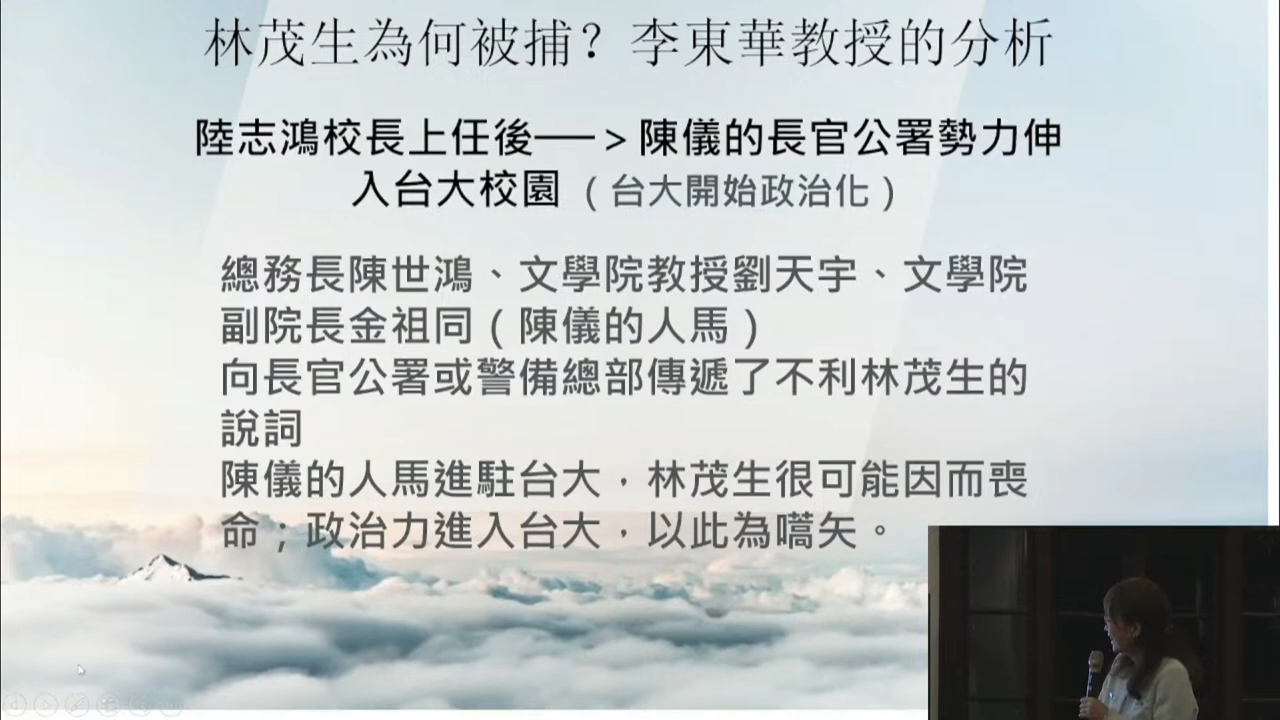 林茂生為何被捕？李東華教授的分析
陸志鴻校長上任後──>陳儀的長官公署勢力伸
入台大校園（台大開始政治化）
總務長陳世鴻、文學院教授劉天宇、文學院
副院長金祖同（陳儀的人馬）
向長官公署或警備總部傳遞了不利林茂生的
說詞
陳儀的人馬進駐台大，林茂生很可能因而喪
命；政治力進入台大，以此為嚆矢。